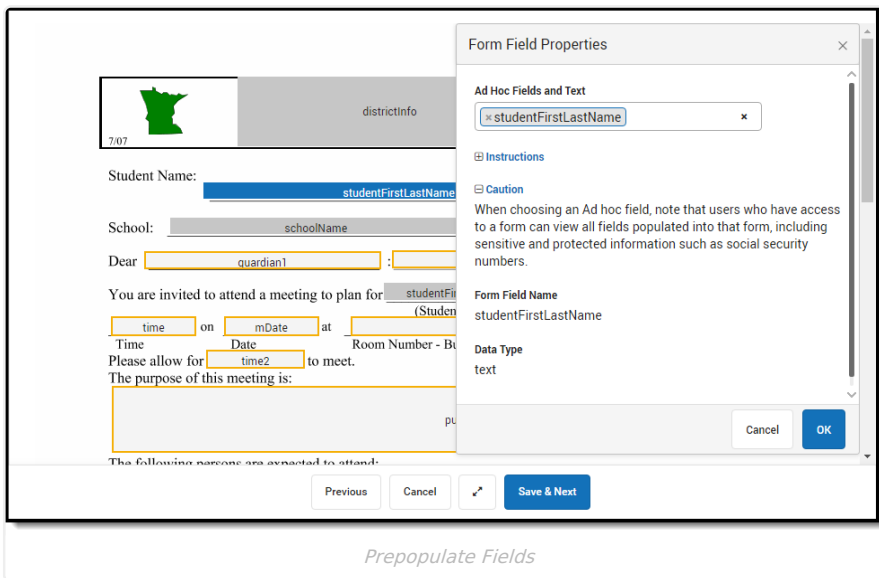 Form Field Properties
×
Ad Hoc Fields and Text
× studentFirstLastName ×
Instructions
Caution
When choosing an Ad hoc field, note that users who have access
to a form can view all fields populated into that form, including
sensitive and protected information such as social security
numbers.
Form Field Name
studentFirstLastName
Data Type
text
Cancel
OK
7/07
districtInfo
Student Name:
studentFirstLastName
School:
schoolName
Dear guardian1 :
You are invited to attend a meeting to plan for studentFi
(Studen
time on mDate at
Time Date Room Number - Bu
Please allow for time2 to meet.
The purpose of this meeting is:
pu
The following persons are expected to attend:
Previous
Cancel
Save & Next
Prepopulate Fields